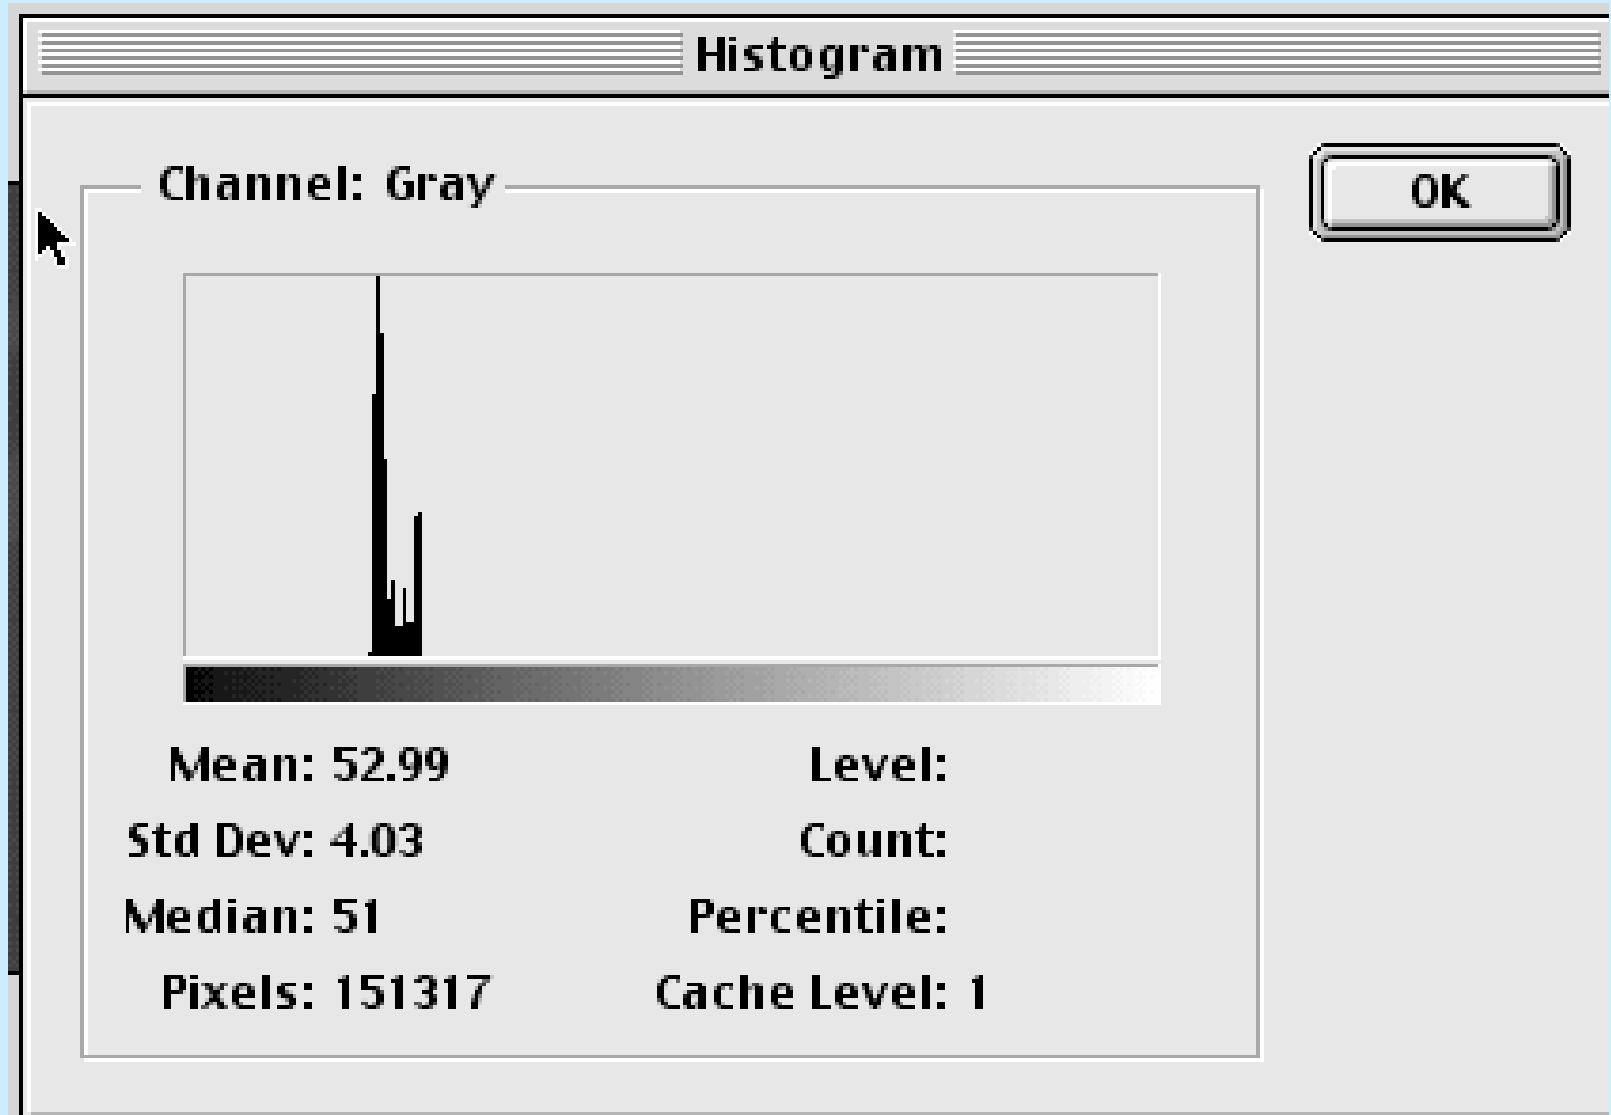 Histogram
Channel: Gray
OK
Mean: 52.99
Level:
Std Dev: 4.03
Count:
Median: 51
Percentile:
Pixels: 151317
Cache Level: 1